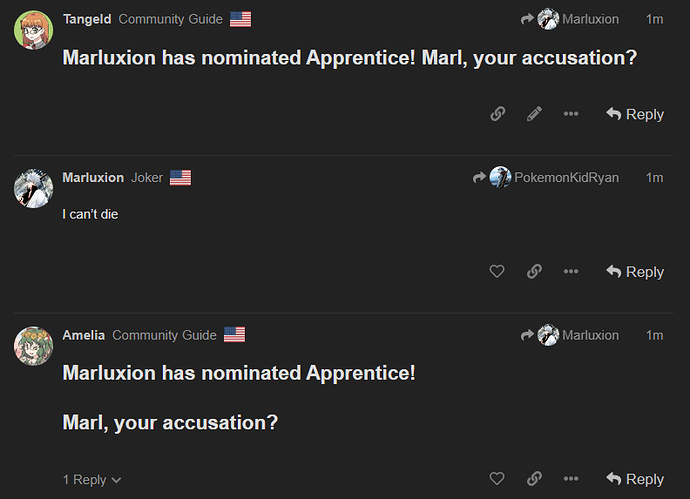 Tangeld Community Guide Marluxion 1m
Marluxion has nominated Apprentice! Marl, your accusation?
Reply
Marluxion Joker PokemonKidRyan 1m
I can't die
Reply
Amelia Community Guide Marluxion 1m
Marluxion has nominated Apprentice!
Marl, your accusation?
1 Reply Reply